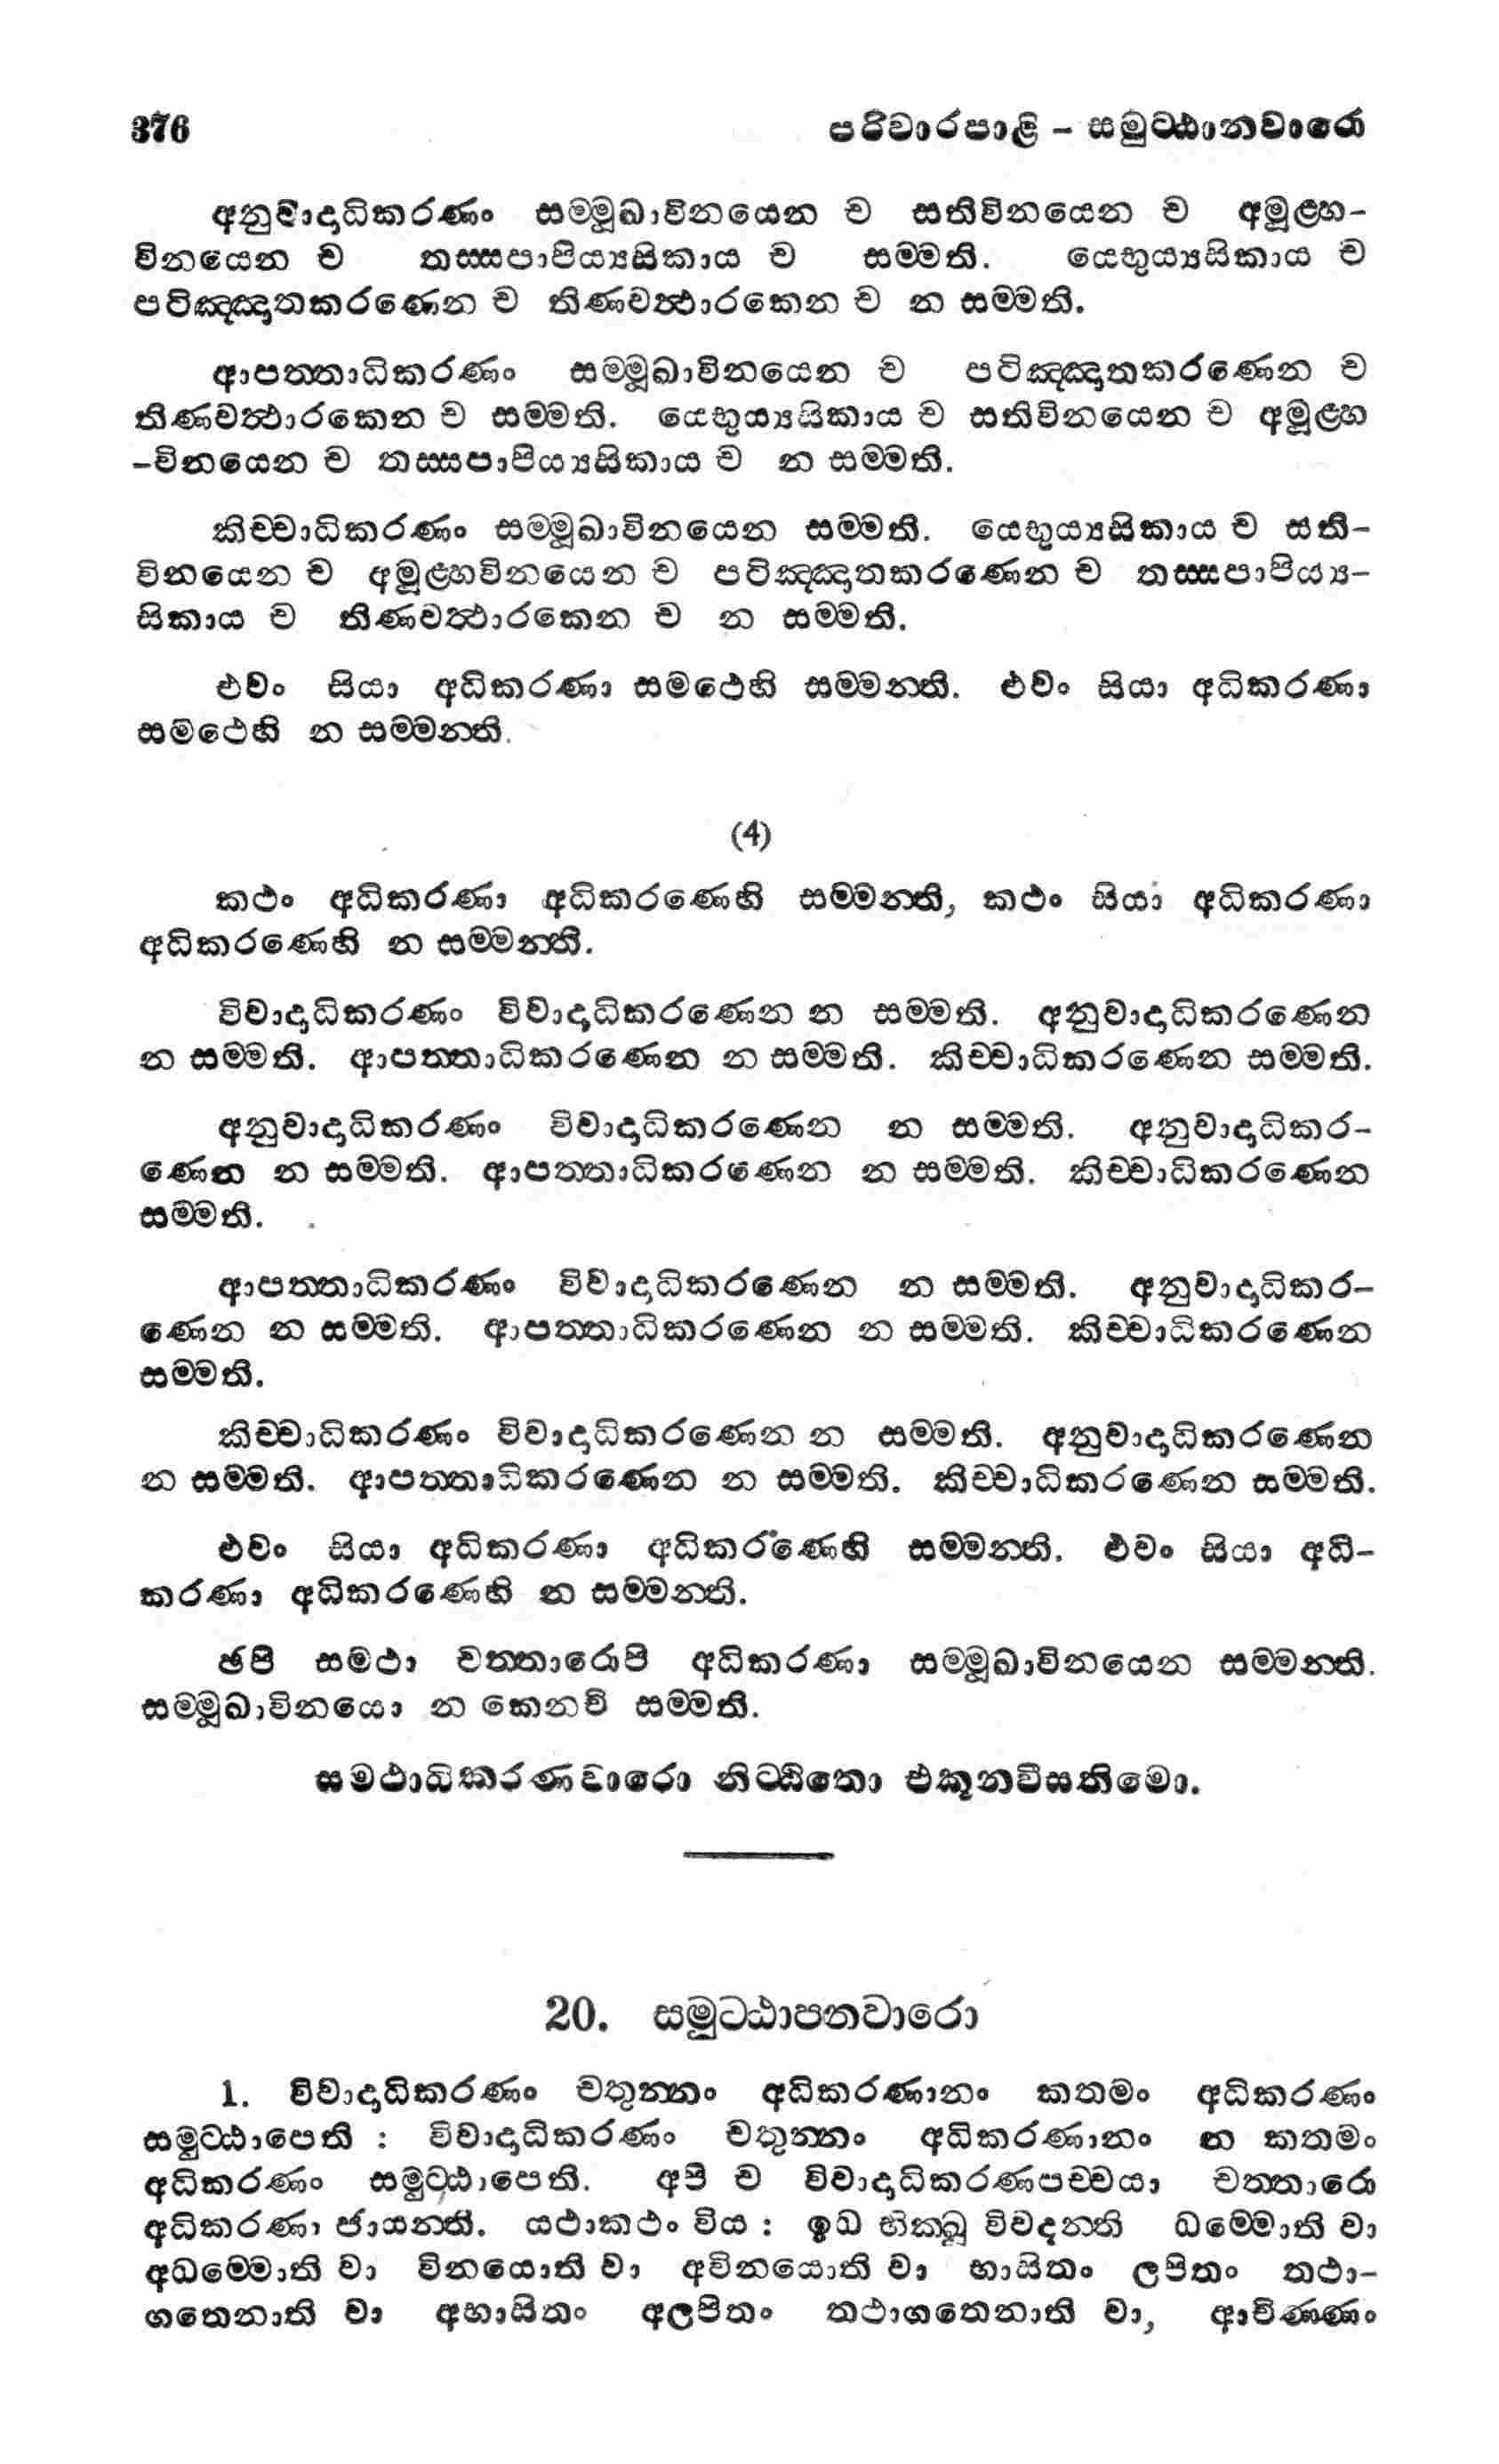 376 පරිවාරපාළි – සමුට්ඨානවාරො
අනුවාදාධිකරණං සම්මූඛාවිනයෙන ච සතිවිනයෙන ච අමූළ්හ-
විනයෙන ච තස්සපාපිය්‍යසිකාය ච සම්මති. යෙභුය්‍යසිකාය ච
පටිඤ්ඤාතකරණෙන ච තිණවත්ථාරකෙන ච න සම්මති.
ආපත්තාධිකරණං සම්මූඛාවිනයෙන ච පටිඤ්ඤාතකරණෙන ච
තිණවත්ථාරකෙන ච සම්මති. යෙභුය්‍යසිකාය ච සතිවිනයෙන ච අමූළ්හ
-විනයෙන ච තස්සපාපිය්‍යසිකාය ච න සම්මති.
කිච්චාධිකරණං සම්මූඛාවිනයෙන සම්මති. යෙභුය්‍යසිකාය ච සති-
විනයෙන ච අමූළ්හවිනයෙන ච පටිඤ්ඤාතකරණෙන ච තස්සපාපිය්‍ය-
සිකාය ච තිණවත්ථාරකෙන ච න සම්මති.
එවං සියා අධිකරණා සමථෙහි සම්මන්ති. එවං සියා අධිකරණා
සමථෙහි න සම්මන්ති.
(4)
කථං අධිකරණා අධිකරණෙහි සම්මන්ති, කථං සියා අධිකරණා
අධිකරණෙහි න සම්මන්ති.
විවාදාධිකරණං විවාදාධිකරණෙන න සම්මති. අනුවාදාධිකරණෙන
න සම්මති. ආපත්තාධිකරණෙන න සම්මති. කිච්චාධිකරණෙන සම්මති.
අනුවාදාධිකරණං විවාදාධිකරණෙන න සම්මති. අනුවාදාධිකර-
ණෙන න සම්මති. ආපත්තාධිකරණෙන න සම්මති. කිච්චාධිකරණෙන
සම්මති.
ආපත්තාධිකරණං විවාදාධිකරණෙන න සම්මති. අනුවාදාධිකර-
ණෙන න සම්මති. ආපත්තාධිකරණෙන න සම්මති. කිච්චාධිකරණෙන
සම්මති.
කිච්චාධිකරණං විවාදාධිකරණෙන න සම්මති. අනුවාදාධිකරණෙන
න සම්මති. ආපත්තාධිකරණෙන න සම්මති. කිච්චාධිකරණෙන සම්මති.
එවං සියා අධිකරණා අධිකරණෙහි සම්මන්ති. එවං සියා අධි-
කරණා අධිකරණෙහි න සම්මන්ති.
ඡපි සමථා චත්තාරොපි අධිකරණා සම්මූඛාවිනයෙන සම්මන්ති.
සම්මූඛාවිනයො න කෙනචි සම්මති.
සමථාධිකරණවාරො නිට්ඨිතො එකූනවීසතිමො.
20. සමුට්ඨාපනවාරො
1. විවාදාධිකරණං චතුන්නං අධිකරණානං කතමං අධිකරණං
සමුට්ඨාපෙති : විවාදාධිකරණං චතුන්නං අධිකරණානං න කතමං
අධිකරණං සමුට්ඨාපෙති. අපි ච විවාදාධිකරණපච්චයා චත්තාරො
අධිකරණා ජායන්ති. යථාකථං විය : ඉධ භික්ඛූ විවදන්ති ධම්මොති වා
අධම්මොති වා විනයොති වා අවිනයොති වා භාසිතං ලපිතං තථා-
ගතෙනාති වා අභාසිතං අලපිතං තථාගතෙනාති වා, ආචිණ්ණං